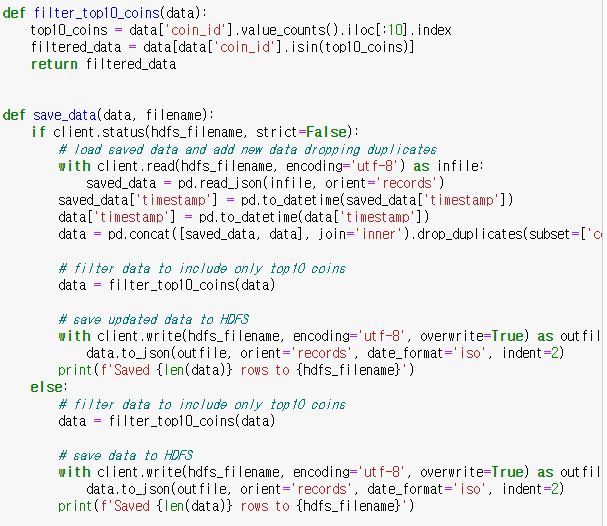 def filter_top10_coins(data):
    top10_coins = data['coin_id'].value_counts().iloc[:10].index
    filtered_data = data[data['coin_id'].isin(top10_coins)]
    return filtered_data
def save_data(data, filename):
    if client.status(hdfs_filename, strict=False):
        # load saved data and add new data dropping duplicates
        with client.read(hdfs_filename, encoding='utf-8') as infile:
            saved_data = pd.read_json(infile, orient='records')
        saved_data['timestamp'] = pd.to_datetime(saved_data['timestamp'])
        data['timestamp'] = pd.to_datetime(data['timestamp'])
        data = pd.concat([saved_data, data], join='inner').drop_duplicates(subset=['c
        # filter data to include only top10 coins
        data = filter_top10_coins(data)
        # save updated data to HDFS
        with client.write(hdfs_filename, encoding='utf-8', overwrite=True) as outfil
            data.to_json(outfile, orient='records', date_format='iso', indent=2)
        print(f'Saved {len(data)} rows to {hdfs_filename}')
    else:
        # filter data to include only top10 coins
        data = filter_top10_coins(data)
        # save data to HDFS
        with client.write(hdfs_filename, encoding='utf-8', overwrite=True) as outfil
            data.to_json(outfile, orient='records', date_format='iso', indent=2)
        print(f'Saved {len(data)} rows to {hdfs_filename}')